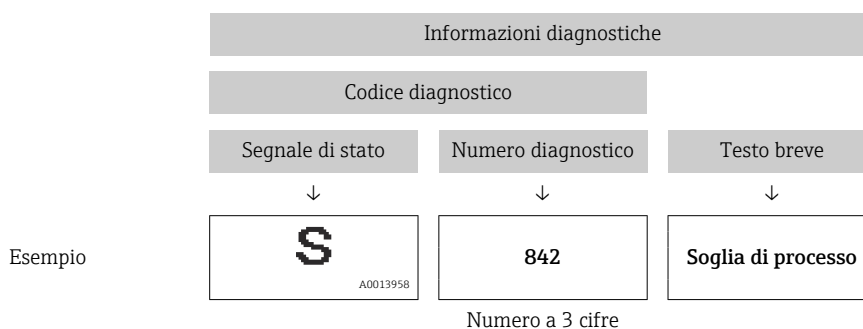 Informazioni diagnostiche
Codice diagnostico
Segnale di stato Numero diagnostico Testo breve
↓ ↓ ↓
Esempio S 842 Soglia di processo
A0013958
Numero a 3 cifre